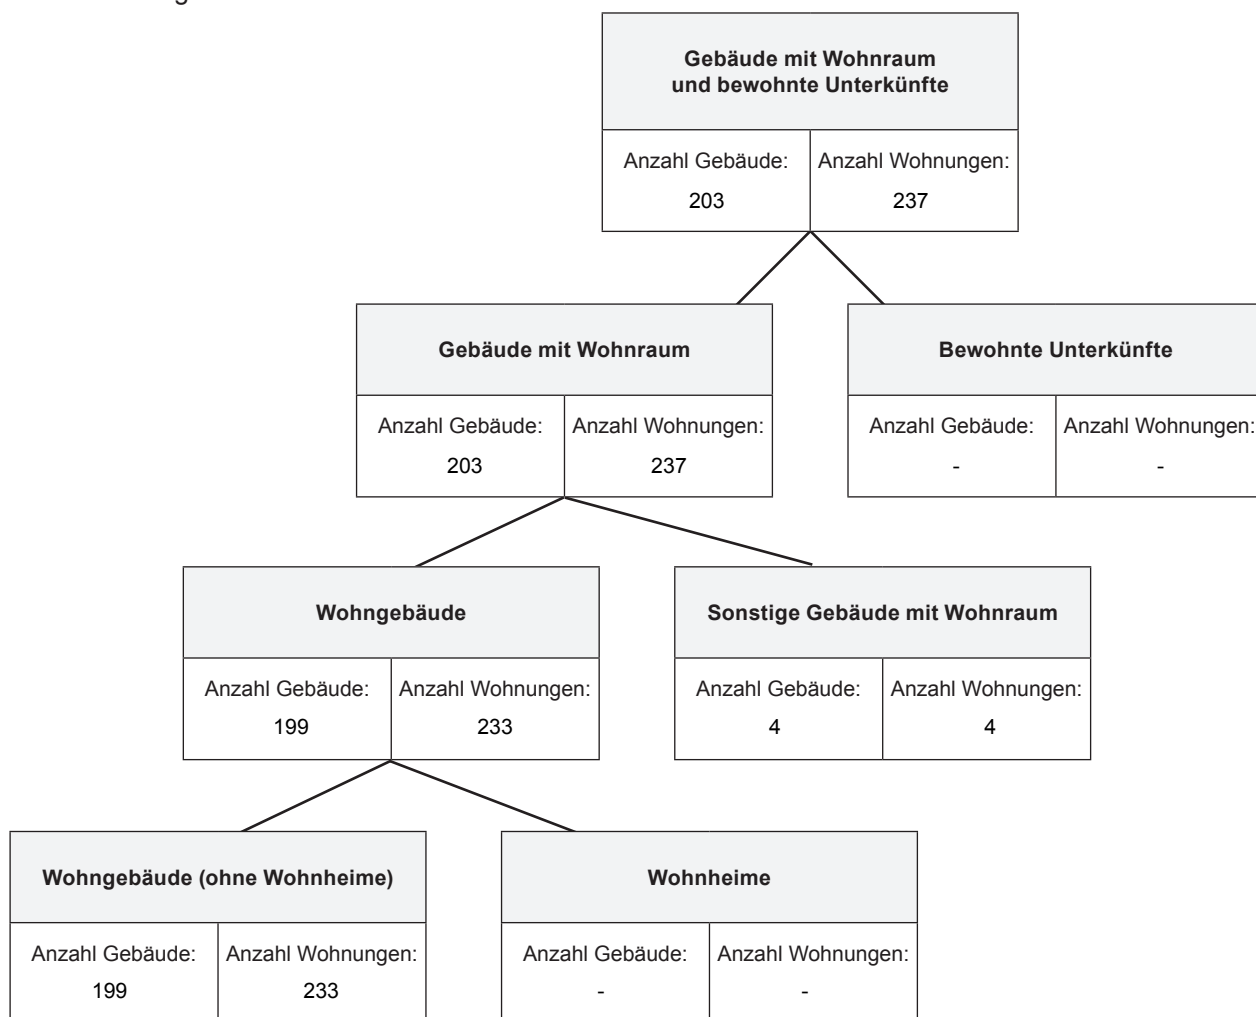 Gebäude mit Wohnraum
und bewohnte Unterkünfte
Anzahl Gebäude: Anzahl Wohnungen:
203 237
Gebäude mit Wohnraum
Anzahl Gebäude: Anzahl Wohnungen:
203 237
Bewohnte Unterkünfte
Anzahl Gebäude: Anzahl Wohnungen:
- -
Wohngebäude
Anzahl Gebäude: Anzahl Wohnungen:
199 233
Sonstige Gebäude mit Wohnraum
Anzahl Gebäude: Anzahl Wohnungen:
4 4
Wohngebäude (ohne Wohnheime)
Anzahl Gebäude: Anzahl Wohnungen:
199 233
Wohnheime
Anzahl Gebäude: Anzahl Wohnungen:
- -